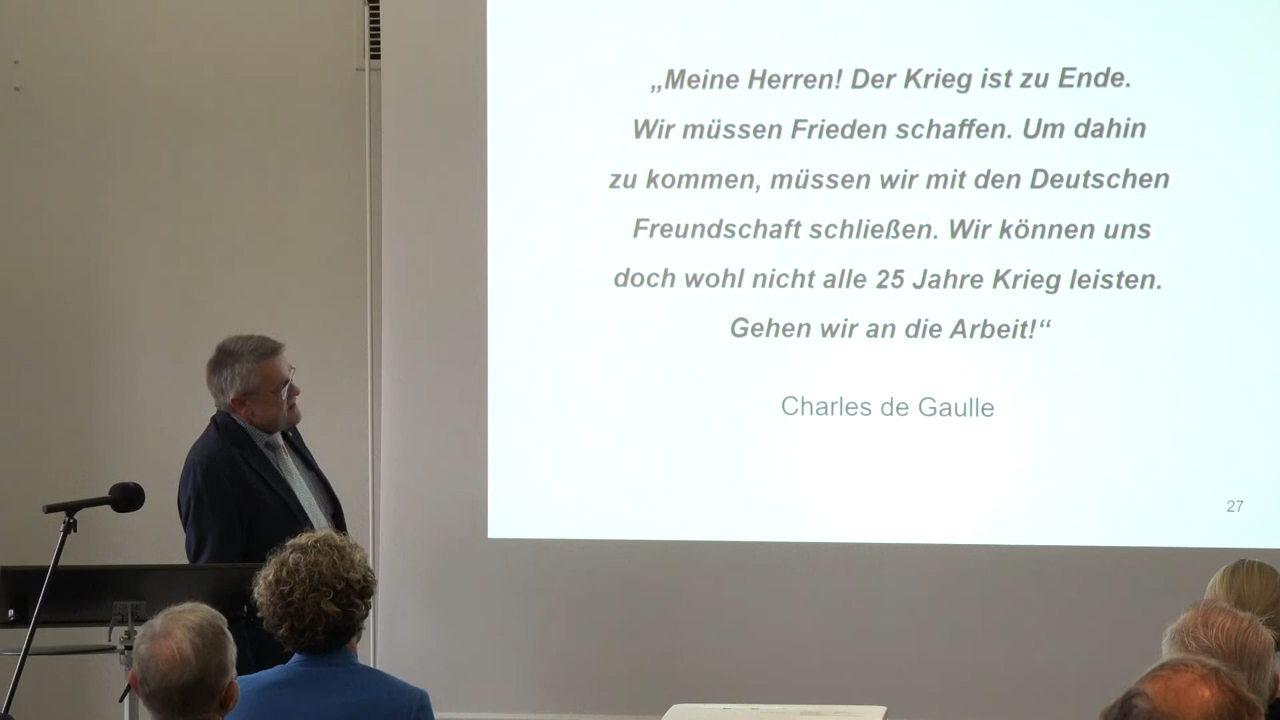 „Meine Herren! Der Krieg ist zu Ende.
Wir müssen Frieden schaffen. Um dahin
zu kommen, müssen wir mit den Deutschen
Freundschaft schließen. Wir können uns
doch wohl nicht alle 25 Jahre Krieg leisten.
Gehen wir an die Arbeit!“
Charles de Gaulle
27